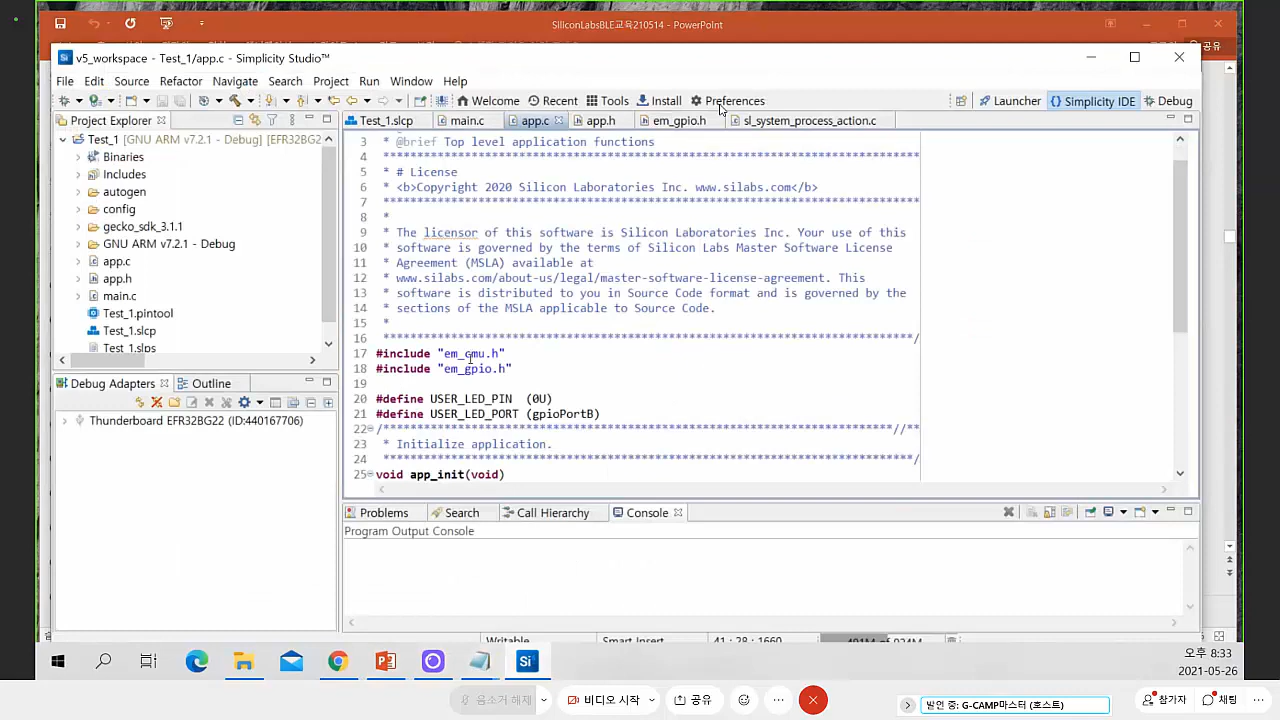 SiliconLabsBLE교육210514 - PowerPoint
공유
v5_workspace - Test_1/app.c - Simplicity Studio™
File Edit Source Refactor Navigate Search Project Run Window Help
Welcome Recent Tools Install Preferences Launcher Simplicity IDE Debug
Project Explorer
Test_1 [GNU ARM v7.2.1 - Debug] [EFR32BG2
Binaries
Includes
autogen
config
gecko_sdk_3.1.1
GNU ARM v7.2.1 - Debug
app.c
app.h
main.c
Test_1.pintool
Test_1.slcp
Test_1.slps
Debug Adapters Outline
Thunderboard EFR32BG22 (ID:440167706)
Test_1.slcp main.c app.c app.h em_gpio.h sl_system_process_action.c
3 * @brief Top level application functions
4 *******************************************************************************
5 * # License
6 * <b>Copyright 2020 Silicon Laboratories Inc. www.silabs.com</b>
7 *******************************************************************************
8 *
9 * The licensor of this software is Silicon Laboratories Inc. Your use of this
10 * software is governed by the terms of Silicon Labs Master Software License
11 * Agreement (MSLA) available at
12 * www.silabs.com/about-us/legal/master-software-license-agreement. This
13 * software is distributed to you in Source Code format and is governed by the
14 * sections of the MSLA applicable to Source Code.
15 *
16 ******************************************************************************/
17 #include "em_cmu.h"
18 #include "em_gpio.h"
19
20 #define USER_LED_PIN (0U)
21 #define USER_LED_PORT (gpioPortB)
22 /***************************************************************************//**
23 * Initialize application.
24 ******************************************************************************/
25 void app_init(void)
Problems Search Call Hierarchy Console
Program Output Console
Writable Smart Insert 41 : 28 : 1660
오후 8:33
2021-05-26
음소거 해제 비디오 시작 공유
발언 중: G-CAMP마스터 (호스트)
참가자 채팅